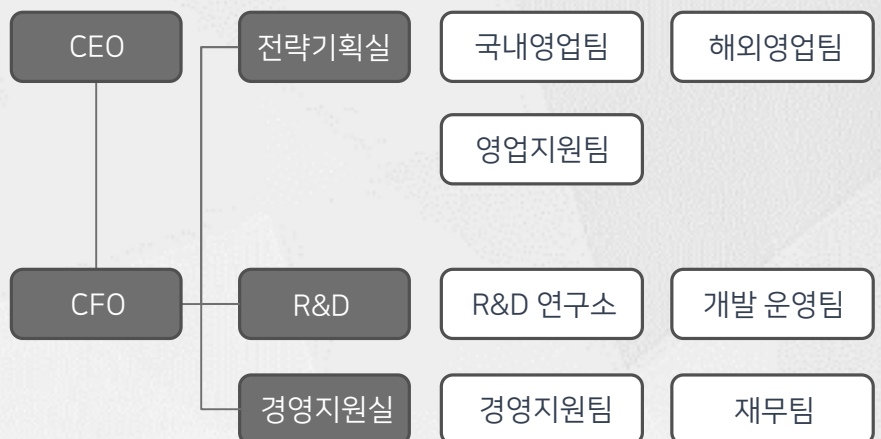 CEO
전략기획실
국내영업팀
해외영업팀
영업지원팀
CFO
R&D
R&D 연구소
개발 운영팀
경영지원실
경영지원팀
재무팀